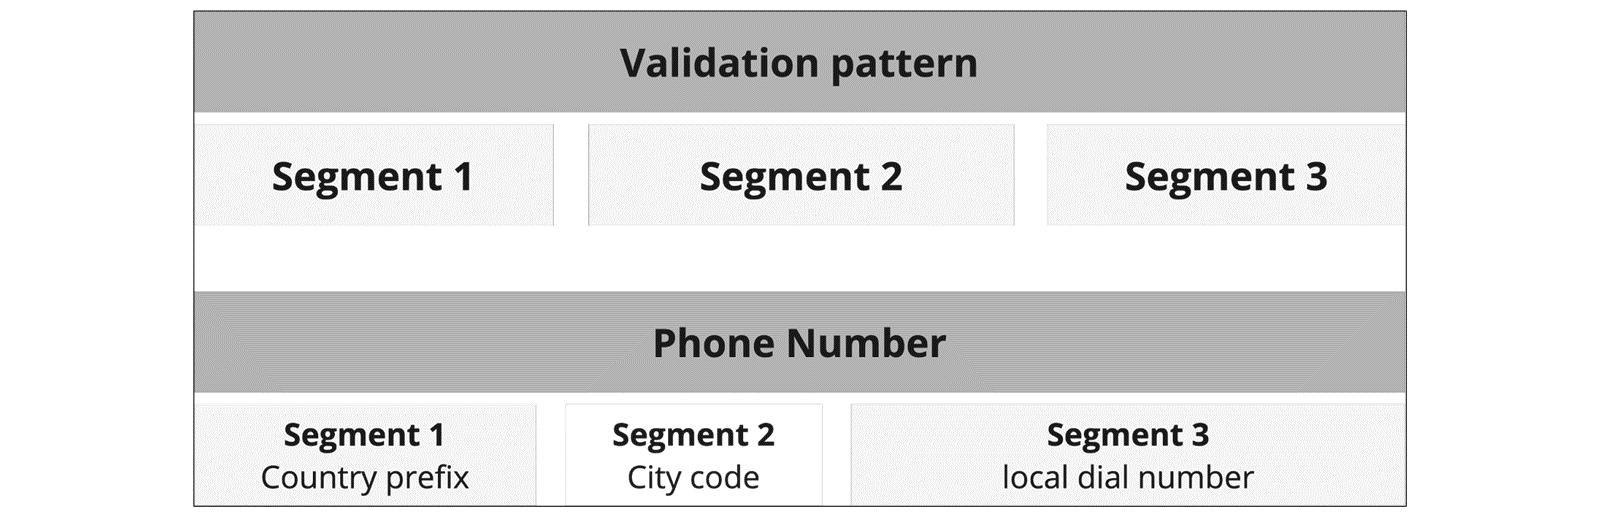 Validation pattern
Segment 1
Segment 2
Segment 3
Phone Number
Segment 1
Country prefix
Segment 2
City code
Segment 3
local dial number